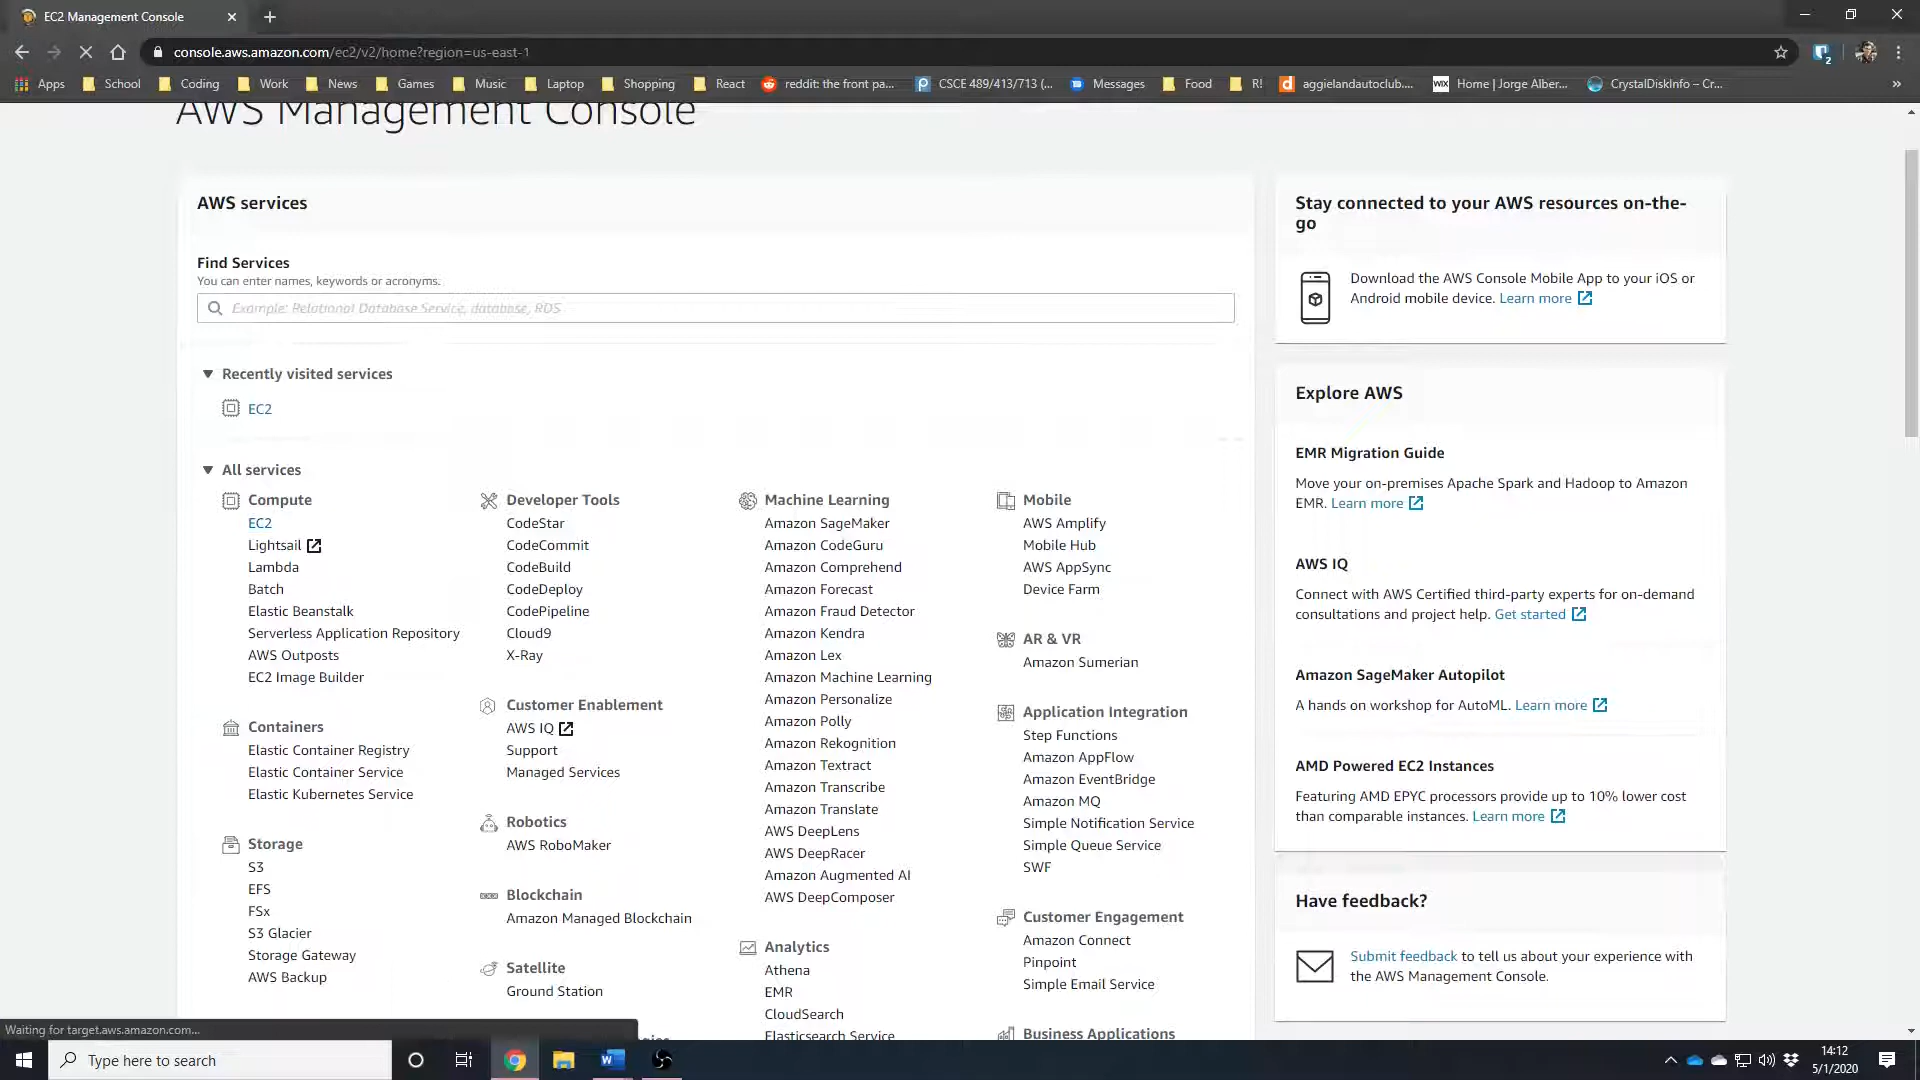 EC2 Management Console
console.aws.amazon.com/ec2/v2/home?region=us-east-1
2
Apps School Coding Work News Games Music Laptop Shopping React reddit: the front pa... CSCE 489/413/713 (... Messages Food R! aggielandautoclub.... WIX Home | Jorge Alber... CrystalDiskInfo – Cr... »
AWS Management Console
AWS services
Find Services
You can enter names, keywords or acronyms.
Example: Relational Database Service, database, RDS
Recently visited services
EC2
All services
Compute
EC2
Lightsail
Lambda
Batch
Elastic Beanstalk
Serverless Application Repository
AWS Outposts
EC2 Image Builder
Containers
Elastic Container Registry
Elastic Container Service
Elastic Kubernetes Service
Storage
S3
EFS
FSx
S3 Glacier
Storage Gateway
AWS Backup
Developer Tools
CodeStar
CodeCommit
CodeBuild
CodeDeploy
CodePipeline
Cloud9
X-Ray
Customer Enablement
AWS IQ
Support
Managed Services
Robotics
AWS RoboMaker
Blockchain
Amazon Managed Blockchain
Satellite
Ground Station
Machine Learning
Amazon SageMaker
Amazon CodeGuru
Amazon Comprehend
Amazon Forecast
Amazon Fraud Detector
Amazon Kendra
Amazon Lex
Amazon Machine Learning
Amazon Personalize
Amazon Polly
Amazon Rekognition
Amazon Textract
Amazon Transcribe
Amazon Translate
AWS DeepLens
AWS DeepRacer
Amazon Augmented AI
AWS DeepComposer
Analytics
Athena
EMR
CloudSearch
Elasticsearch Service
Mobile
AWS Amplify
Mobile Hub
AWS AppSync
Device Farm
AR & VR
Amazon Sumerian
Application Integration
Step Functions
Amazon AppFlow
Amazon EventBridge
Amazon MQ
Simple Notification Service
Simple Queue Service
SWF
Customer Engagement
Amazon Connect
Pinpoint
Simple Email Service
Business Applications
Stay connected to your AWS resources on-the-
go
Download the AWS Console Mobile App to your iOS or
Android mobile device. Learn more
Explore AWS
EMR Migration Guide
Move your on-premises Apache Spark and Hadoop to Amazon
EMR. Learn more
AWS IQ
Connect with AWS Certified third-party experts for on-demand
consultations and project help. Get started
Amazon SageMaker Autopilot
A hands on workshop for AutoML. Learn more
AMD Powered EC2 Instances
Featuring AMD EPYC processors provide up to 10% lower cost
than comparable instances. Learn more
Have feedback?
Submit feedback to tell us about your experience with
the AWS Management Console.
Waiting for target.aws.amazon.com...
Type here to search
W
14:12
5/1/2020